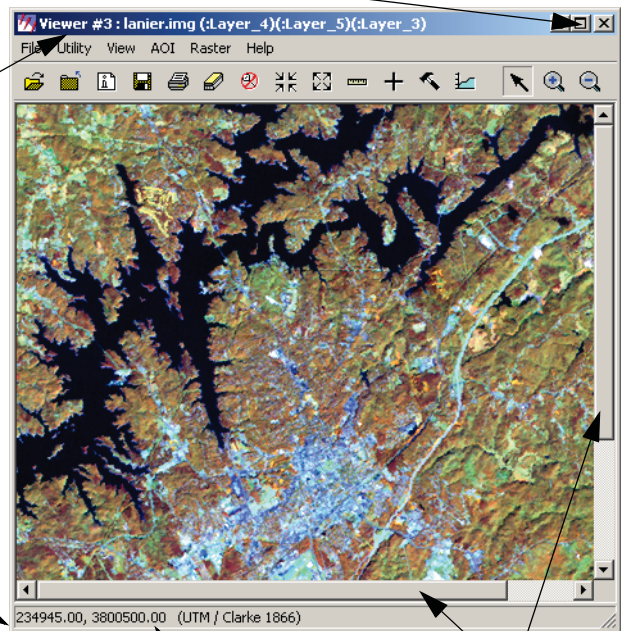 Viewer #3 : lanier.img (:Layer_4)(:Layer_5)(:Layer_3)
File Utility View AOI Raster Help
234945.00, 3800500.00 (UTM / Clarke 1866)